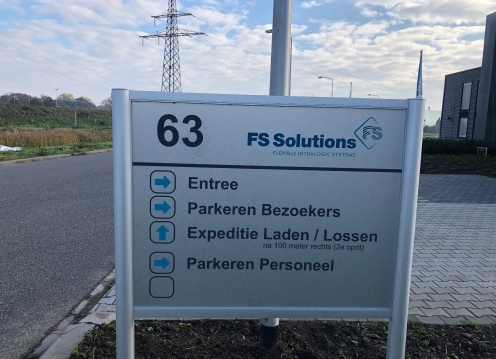 63
FS Solutions
FS
FLEXIBLE INTRALOGIC SYSTEMS
Entree
Parkeren Bezoekers
Expeditie Laden / Lossen
na 100 meter rechts (2e oprit)
Parkeren Personeel